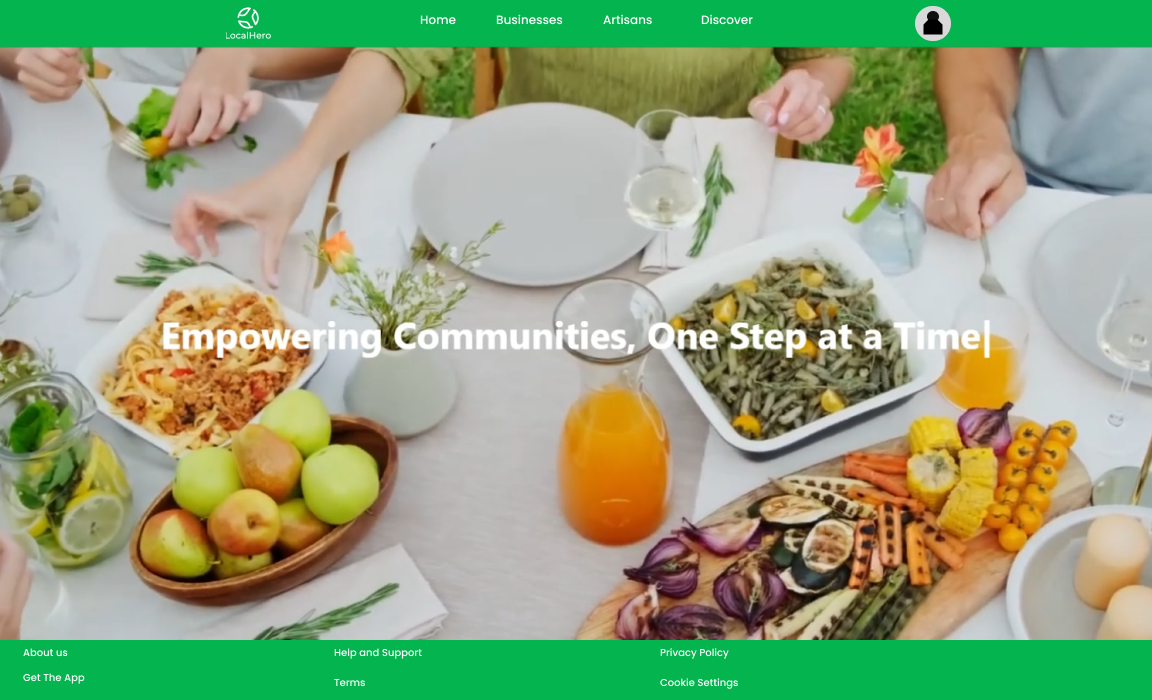 LocalHero
Home Businesses Artisans Discover
Empowering Communities, One Step at a Time|
About us Help and Support Privacy Policy
Get The App Terms Cookie Settings